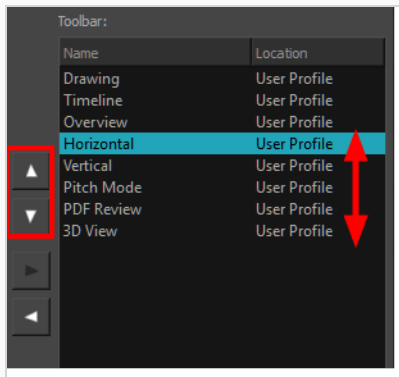 Toolbar:
Name Location
Drawing User Profile
Timeline User Profile
Overview User Profile
Horizontal User Profile
Vertical User Profile
Pitch Mode User Profile
PDF Review User Profile
3D View User Profile